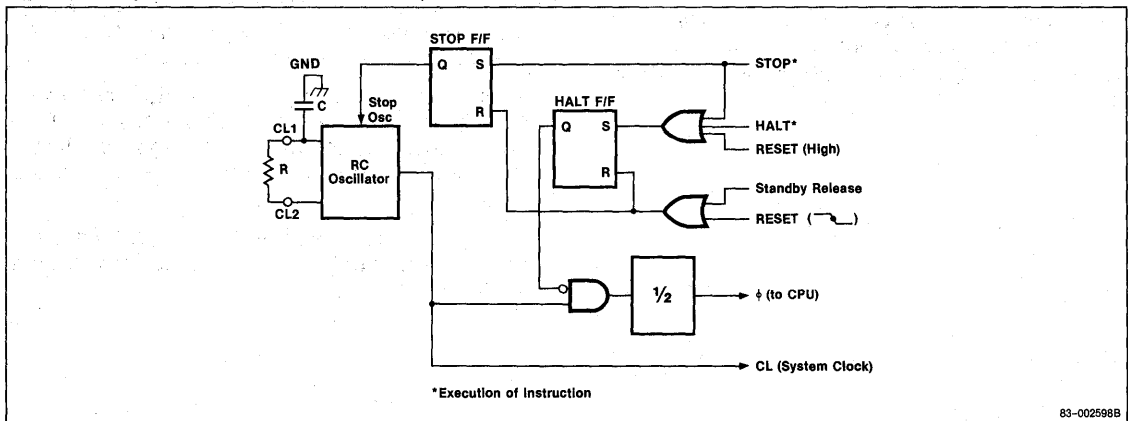 STOP F/F
Q S
R
GND
C
Stop
Osc
CL1
R
CL2
RC
Oscillator
HALT F/F
Q S
R
STOP*
HALT*
RESET (High)
Standby Release
RESET ( )
½
ϕ (to CPU)
CL (System Clock)
*Execution of Instruction
83-002598B